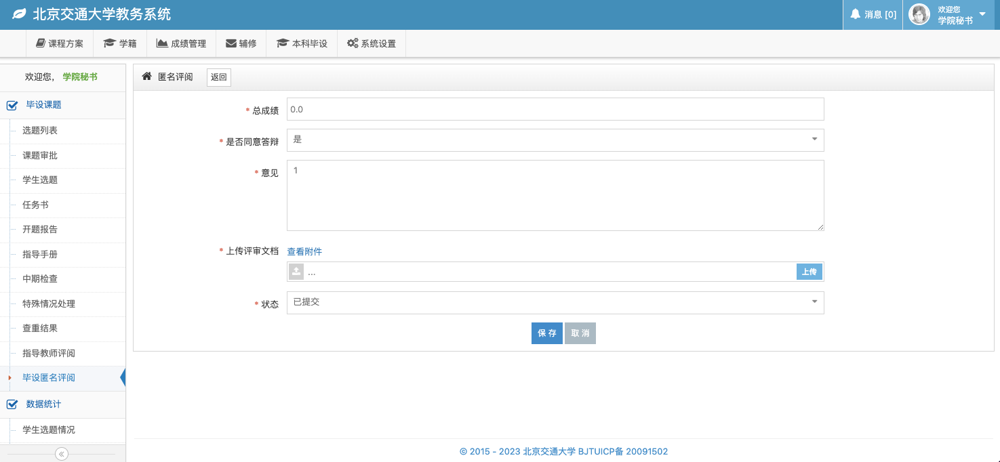 北京交通大学教务系统
消息 [0]
欢迎您
学院秘书
课程方案 学籍 成绩管理 辅修 本科毕设 系统设置
欢迎您， 学院秘书
毕设课题
选题列表
课题审批
学生选题
任务书
开题报告
指导手册
中期检查
特殊情况处理
查重结果
指导教师评阅
毕设匿名评阅
数据统计
学生选题情况
匿名评阅 返回
* 总成绩 0.0
* 是否同意答辩 是
* 意见 1
* 上传评审文档 查看附件
... 上传
* 状态 已提交
保 存 取 消
© 2015 - 2023 北京交通大学 BJTUICP备 20091502